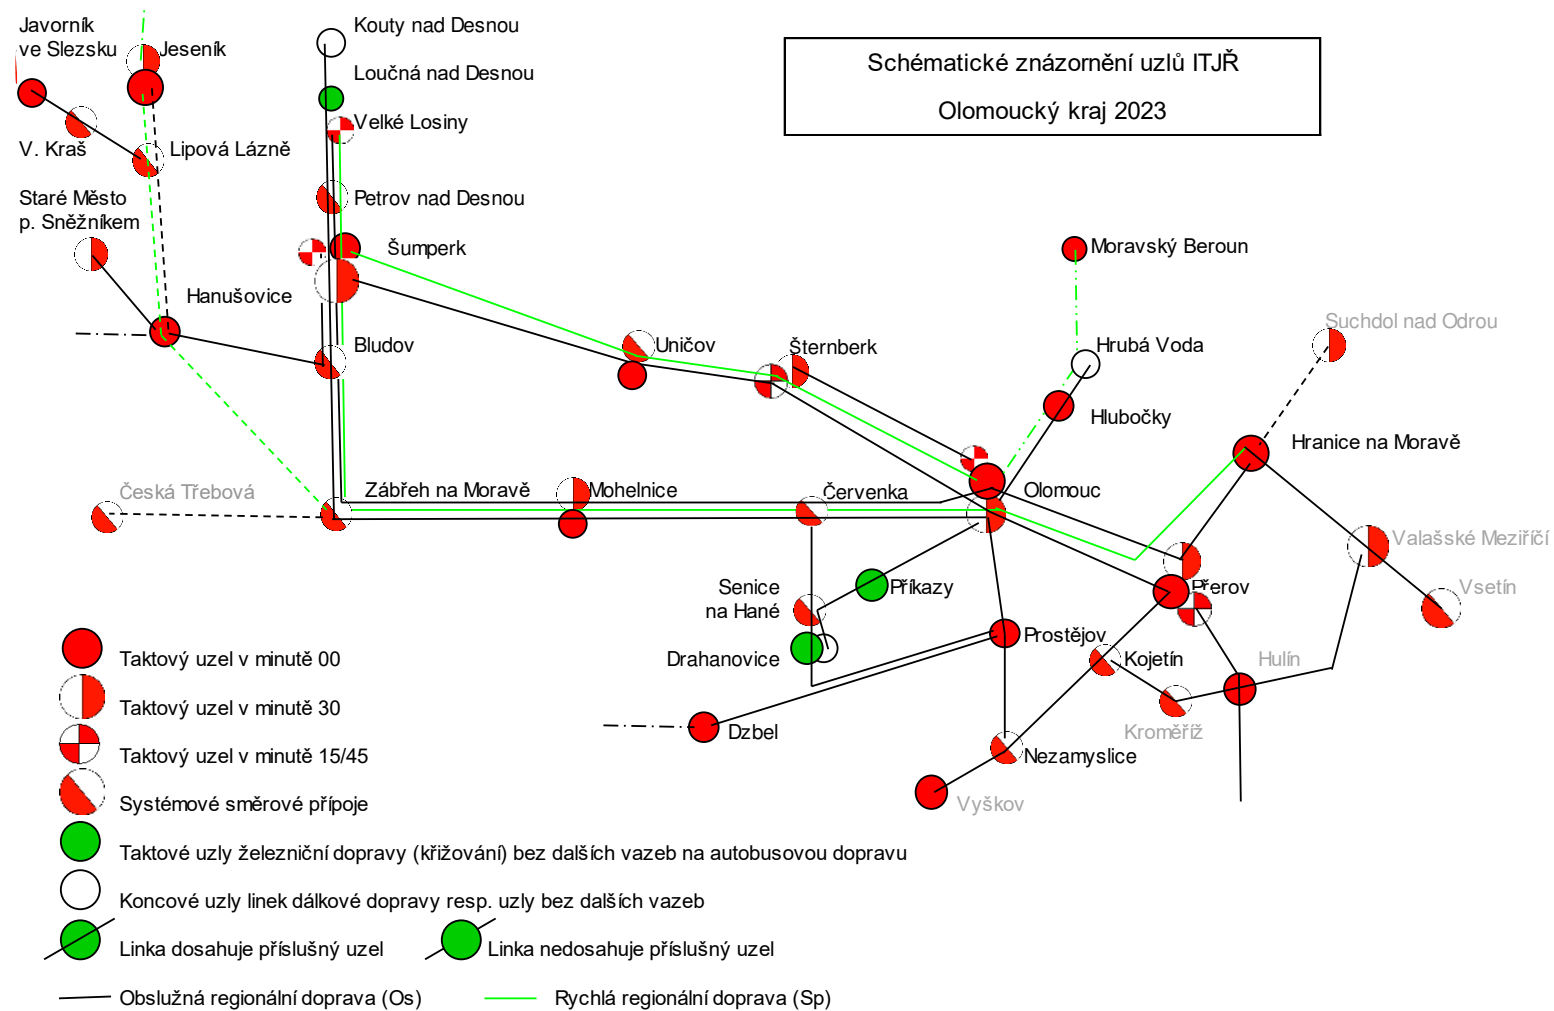 Schématické znázornění uzlů ITJŘ
Olomoucký kraj 2023
Javorník
ve Slezsku
Jeseník
Kouty nad Desnou
Loučná nad Desnou
Velké Losiny
V. Kraš
Lipová Lázně
Staré Město
p. Sněžníkem
Petrov nad Desnou
Šumperk
Moravský Beroun
Hanušovice
Bludov
Uničov
Šternberk
Hrubá Voda
Suchdol nad Odrou
Hlubočky
Hranice na Moravě
Česká Třebová
Zábřeh na Moravě
Mohelnice
Červenka
Olomouc
Valašské Meziříčí
Senice
na Hané
Příkazy
Přerov
Vsetín
Prostějov
Drahanovice
Kojetín
Hulín
Dzbel
Kroměříž
Nezamyslice
Vyškov
Taktový uzel v minutě 00
Taktový uzel v minutě 30
Taktový uzel v minutě 15/45
Systémové směrové přípoje
Taktové uzly železniční dopravy (křižování) bez dalších vazeb na autobusovou dopravu
Koncové uzly linek dálkové dopravy resp. uzly bez dalších vazeb
Linka dosahuje příslušný uzel
Linka nedosahuje příslušný uzel
Obslužná regionální doprava (Os)
Rychlá regionální doprava (Sp)